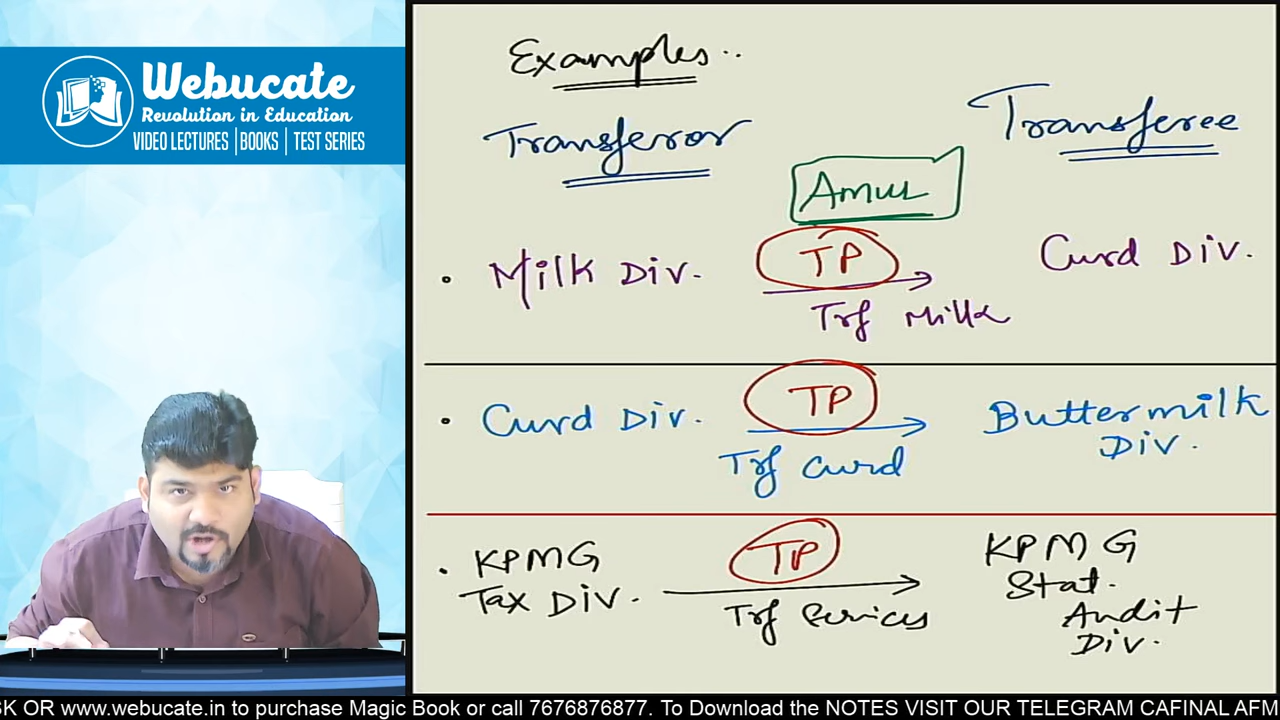 Webucate
Revolution in Education
VIDEO LECTURES | BOOKS | TEST SERIES
Examples..
Transferor
Transferee
Amul
• Milk Div.
TP
Trf Milk
Curd Div.
• Curd Div.
TP
Trf Curd
Buttermilk
Div.
• KPMG
Tax Div.
TP
Trf Serices
KPMG
Stat.
Audit
Div.
SK OR www.webucate.in to purchase Magic Book or call 7676876877. To Download the NOTES VISIT OUR TELEGRAM CAFINAL AFM